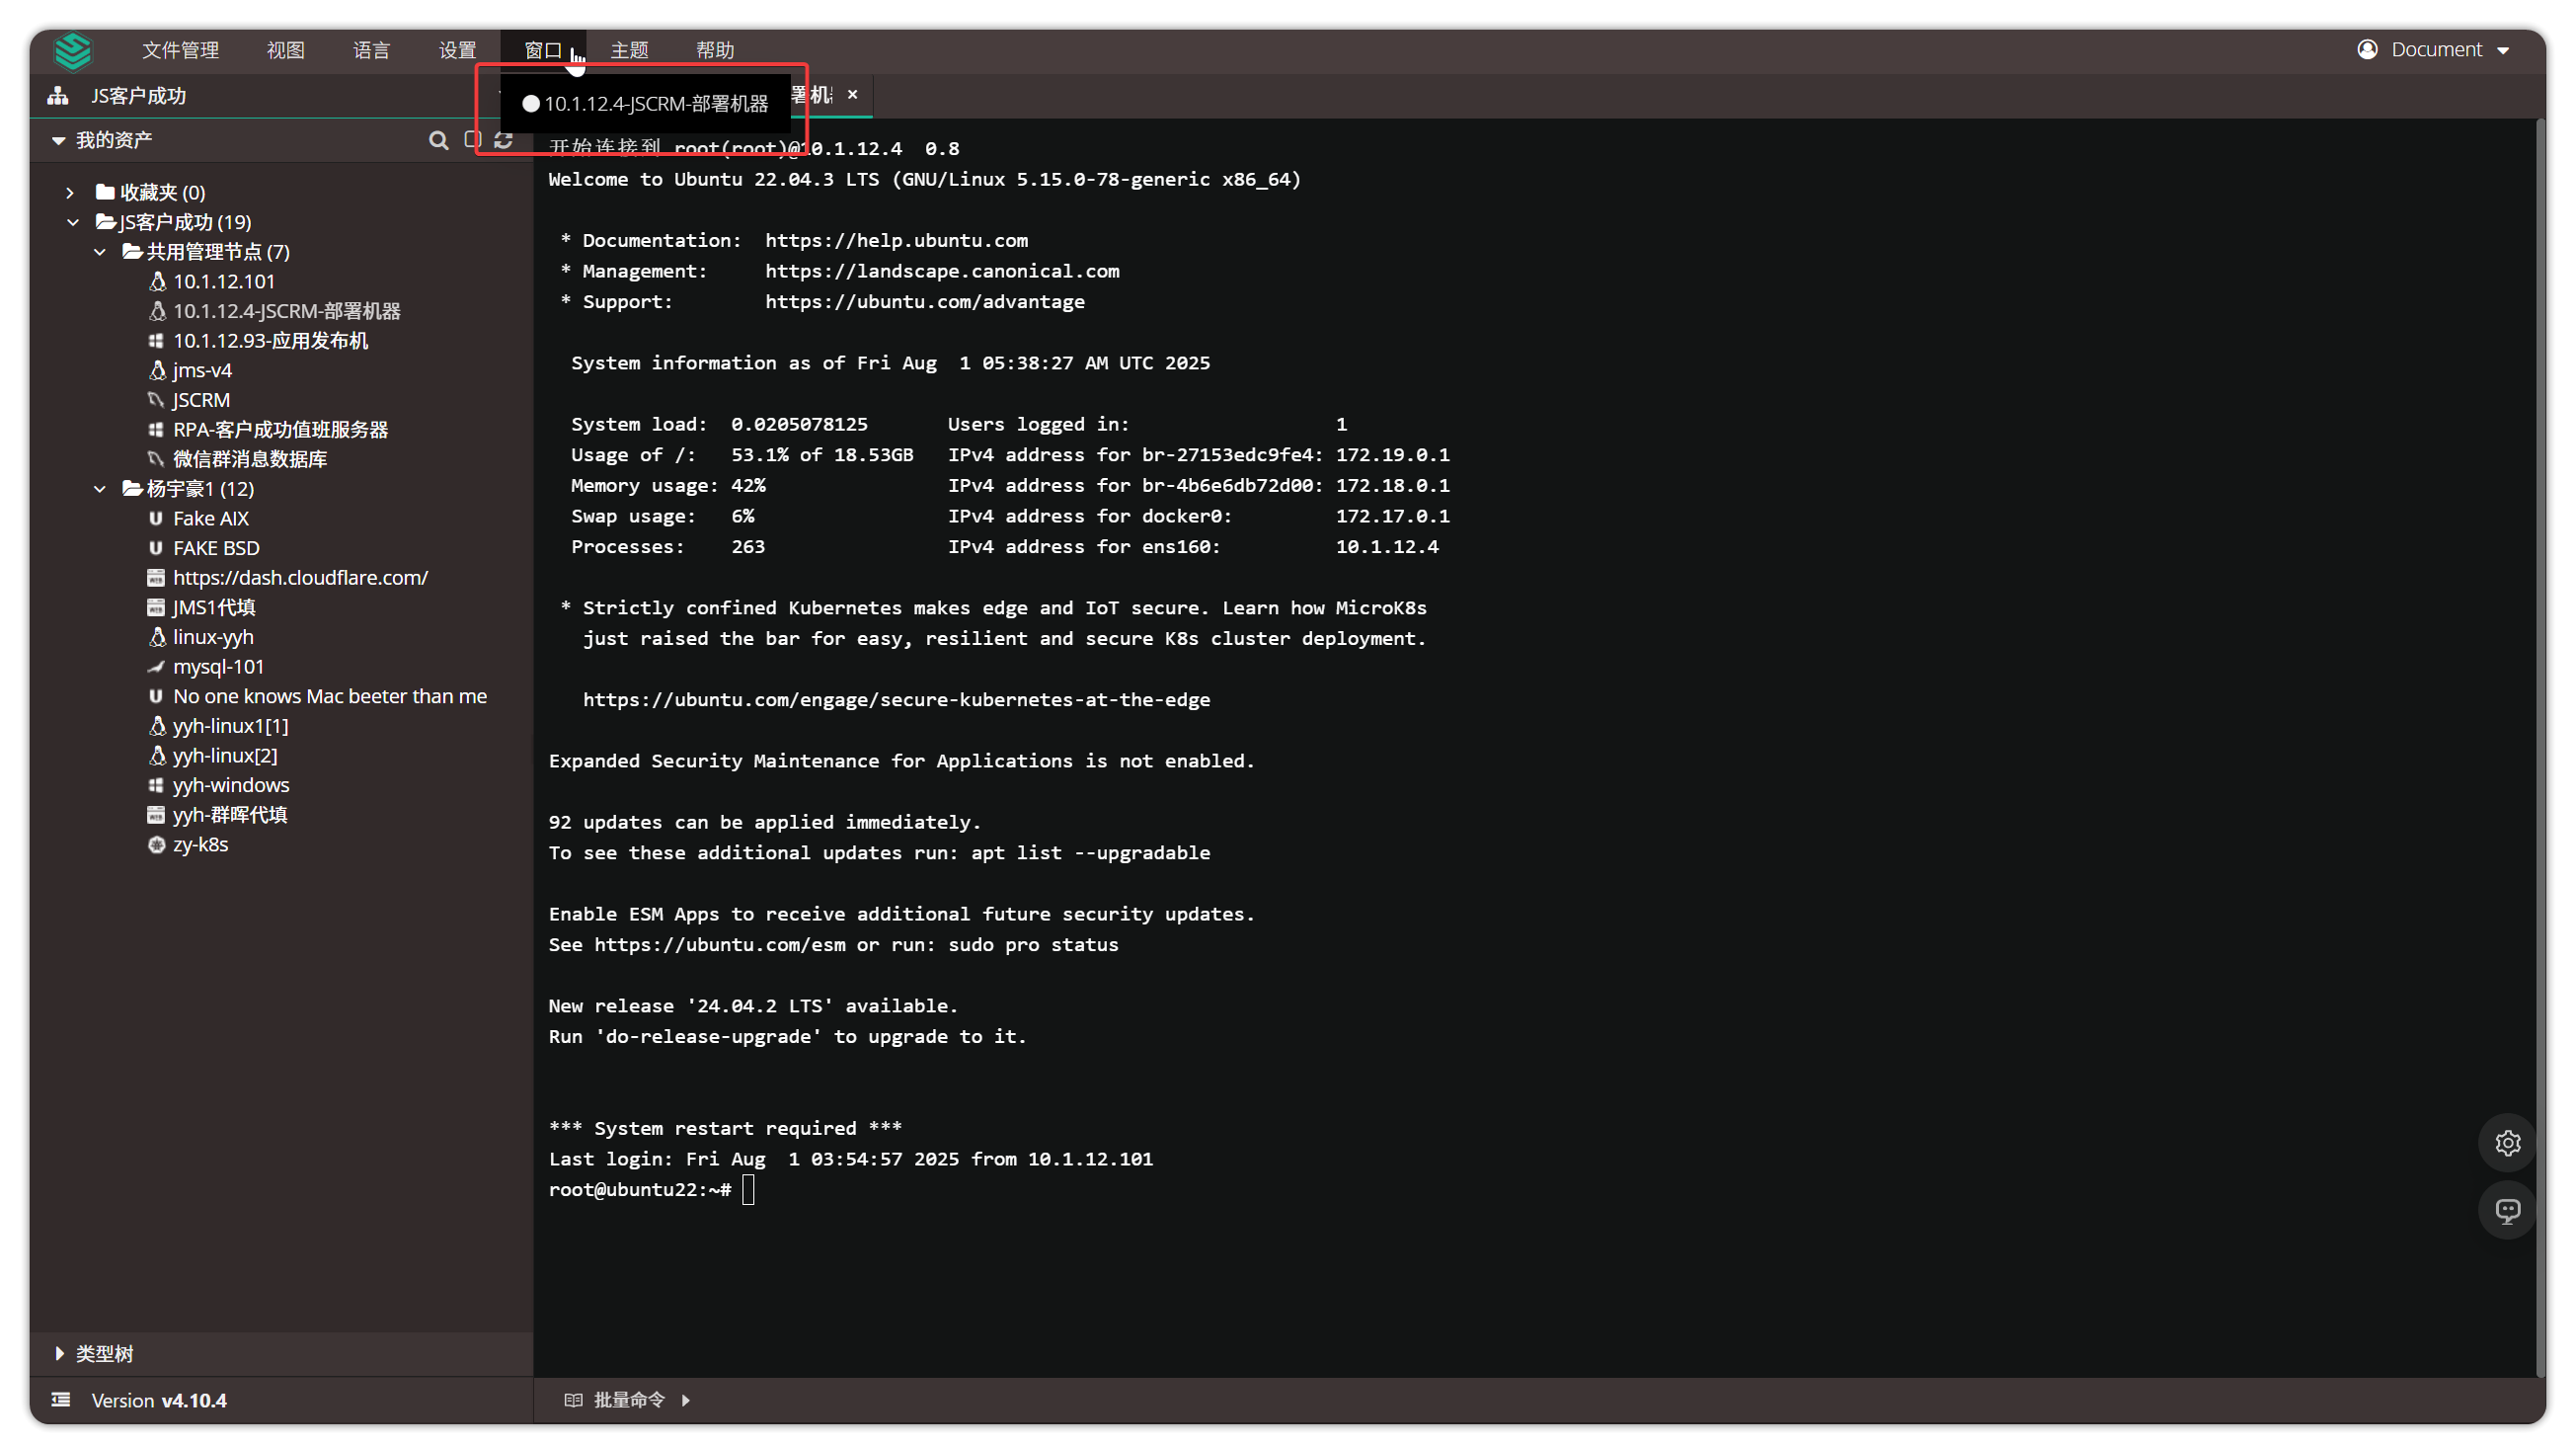 文件管理 视图 语言 设置 窗口 主题 帮助 Document
JS客户成功
10.1.12.4-JSCRM-部署机器
署机 ×
我的资产
收藏夹 (0)
JS客户成功 (19)
共用管理节点 (7)
10.1.12.101
10.1.12.4-JSCRM-部署机器
10.1.12.93-应用发布机
jms-v4
JSCRM
RPA-客户成功值班服务器
微信群消息数据库
杨宇豪1 (12)
Fake AIX
FAKE BSD
https://dash.cloudflare.com/
JMS1代填
linux-yyh
mysql-101
No one knows Mac beeter than me
yyh-linux1[1]
yyh-linux[2]
yyh-windows
yyh-群晖代填
zy-k8s
类型树
Version v4.10.4
开始连接到 root(root)@10.1.12.4  0.8
Welcome to Ubuntu 22.04.3 LTS (GNU/Linux 5.15.0-78-generic x86_64)
* Documentation:  https://help.ubuntu.com
* Management:     https://landscape.canonical.com
* Support:        https://ubuntu.com/advantage
System information as of Fri Aug  1 05:38:27 AM UTC 2025
System load:  0.0205078125       Users logged in:                  1
Usage of /:   53.1% of 18.53GB   IPv4 address for br-27153edc9fe4: 172.19.0.1
Memory usage: 42%                IPv4 address for br-4b6e6db72d00: 172.18.0.1
Swap usage:   6%                 IPv4 address for docker0:         172.17.0.1
Processes:    263                IPv4 address for ens160:          10.1.12.4
* Strictly confined Kubernetes makes edge and IoT secure. Learn how MicroK8s
just raised the bar for easy, resilient and secure K8s cluster deployment.
https://ubuntu.com/engage/secure-kubernetes-at-the-edge
Expanded Security Maintenance for Applications is not enabled.
92 updates can be applied immediately.
To see these additional updates run: apt list --upgradable
Enable ESM Apps to receive additional future security updates.
See https://ubuntu.com/esm or run: sudo pro status
New release '24.04.2 LTS' available.
Run 'do-release-upgrade' to upgrade to it.
*** System restart required ***
Last login: Fri Aug  1 03:54:57 2025 from 10.1.12.101
root@ubuntu22:~#
批量命令